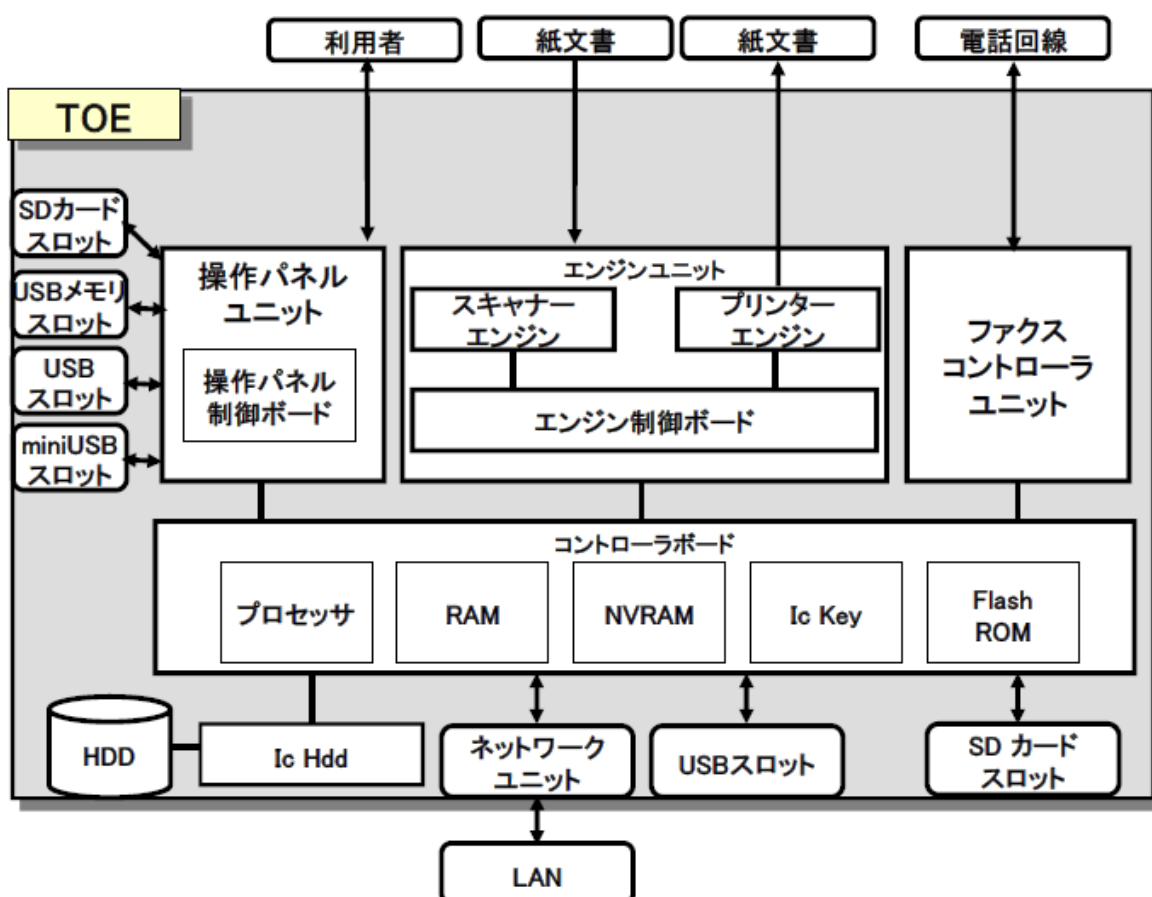 利用者
紙文書
紙文書
電話回線
TOE
SDカード
スロット
USBメモリ
スロット
USB
スロット
miniUSB
スロット
操作パネル
ユニット
操作パネル
制御ボード
エンジンユニット
スキャナー
エンジン
プリンター
エンジン
エンジン制御ボード
ファクス
コントローラ
ユニット
コントローラボード
プロセッサ
RAM
NVRAM
Ic Key
Flash
ROM
HDD
Ic Hdd
ネットワーク
ユニット
USBスロット
SD カード
スロット
LAN